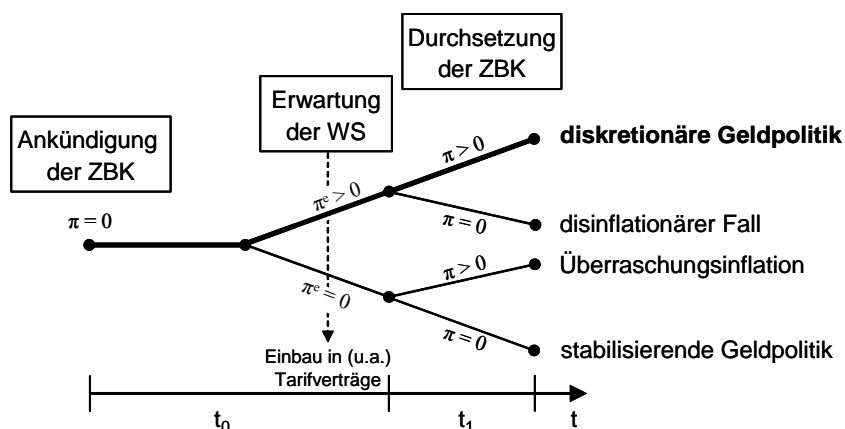 Durchsetzung
der ZBK
Erwartung
der WS
Ankündigung
der ZBK
π = 0
πᵉ > 0
πᵉ = 0
π > 0
π = 0
π > 0
π = 0
diskretionäre Geldpolitik
disinflationärer Fall
Überraschungsinflation
stabilisierende Geldpolitik
Einbau in (u.a.)
Tarifverträge
t₀
t₁
t